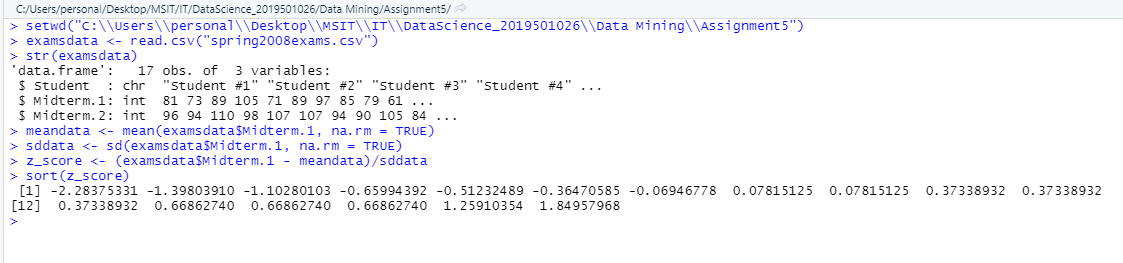 C:/Users/personal/Desktop/MSIT/IT/DataScience_2019501026/Data Mining/Assignment5/
> setwd("C:\\Users\\personal\\Desktop\\MSIT\\IT\\DataScience_2019501026\\Data Mining\\Assignment5")
> examsdata <- read.csv("spring2008exams.csv")
> str(examsdata)
'data.frame':   17 obs. of  3 variables:
 $ Student  : chr  "Student #1" "Student #2" "Student #3" "Student #4" ...
 $ Midterm.1: int  81 73 89 105 71 89 97 85 79 61 ...
 $ Midterm.2: int  96 94 110 98 107 107 94 90 105 84 ...
> meandata <- mean(examsdata$Midterm.1, na.rm = TRUE)
> sddata <- sd(examsdata$Midterm.1, na.rm = TRUE)
> z_score <- (examsdata$Midterm.1 - meandata)/sddata
> sort(z_score)
 [1] -2.28375331 -1.39803910 -1.10280103 -0.65994392 -0.51232489 -0.36470585 -0.06946778  0.07815125  0.07815125  0.37338932  0.37338932
[12]  0.37338932  0.66862740  0.66862740  0.66862740  1.25910354  1.84957968
>